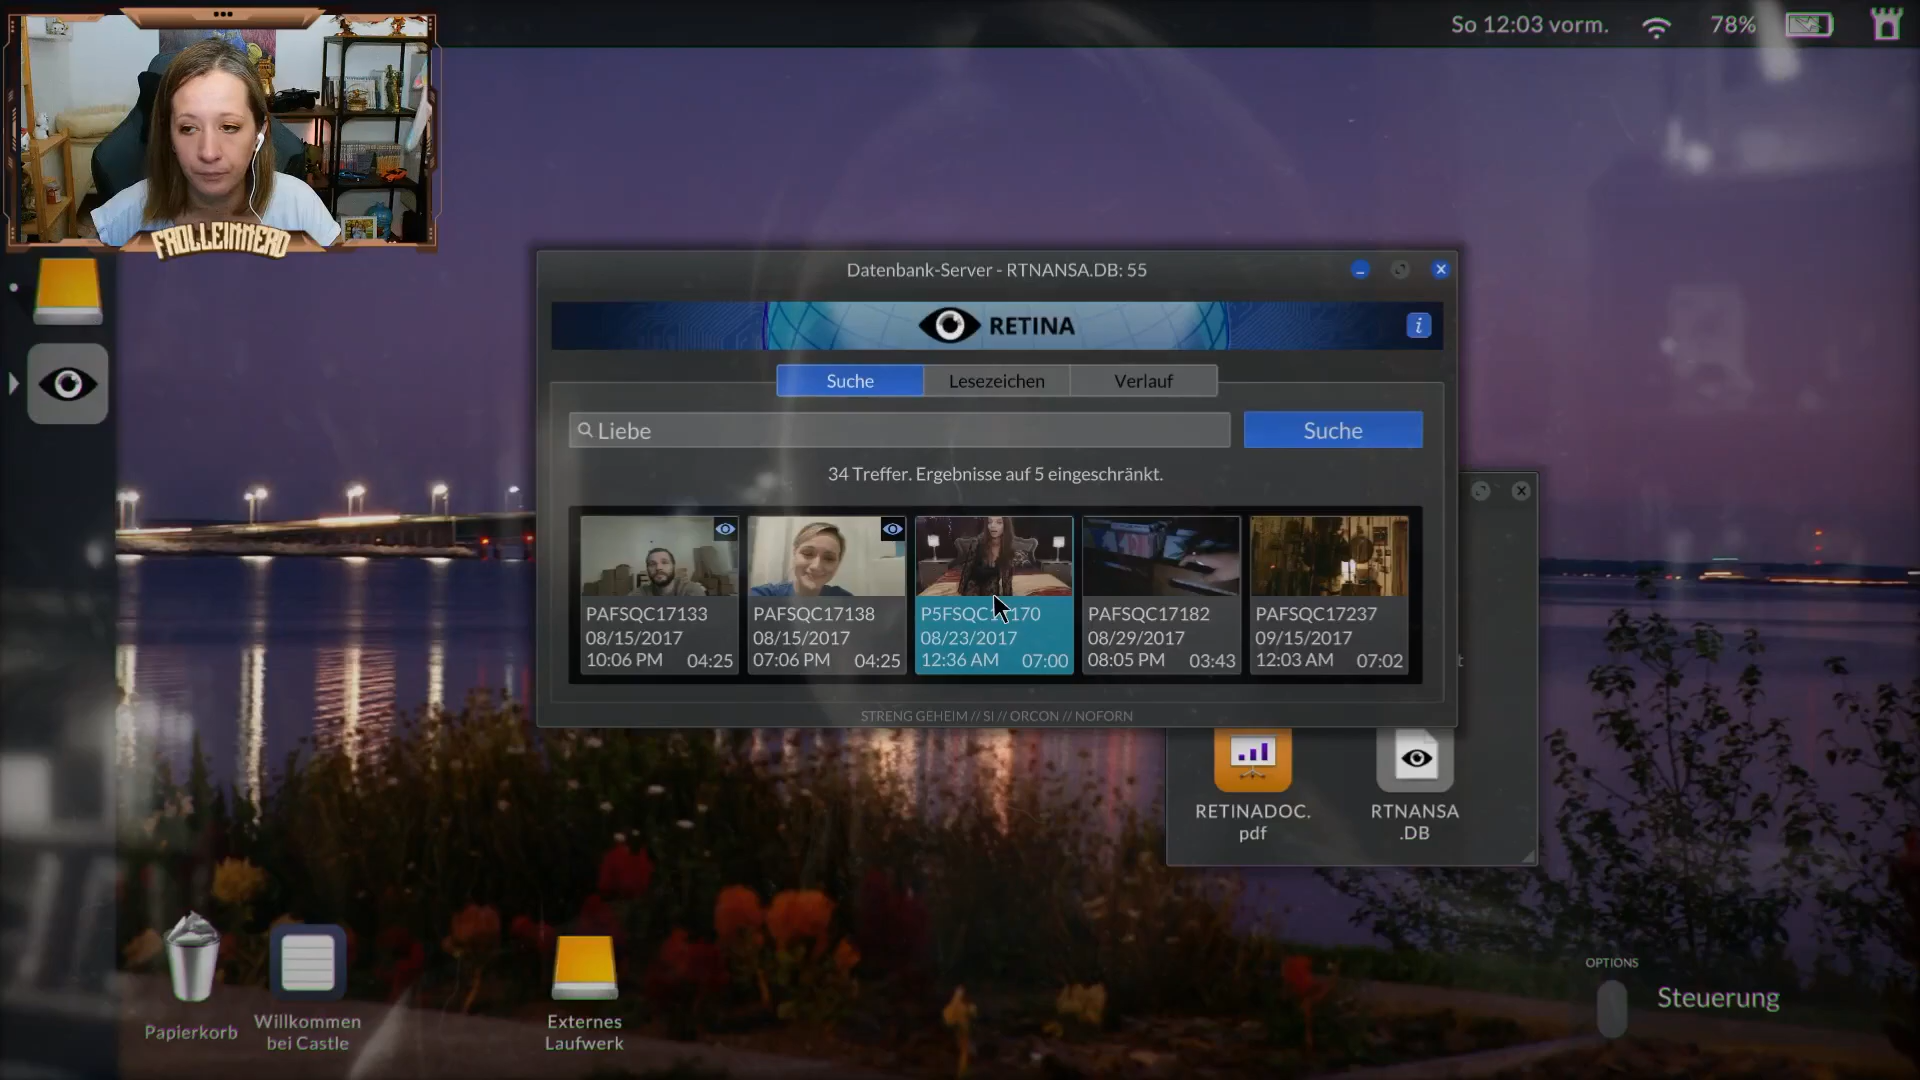 So 12:03 vorm.
78%
FROLLEINNERD
Datenbank-Server - RTNANSA.DB: 55
RETINA
i
Suche
Lesezeichen
Verlauf
Liebe
Suche
34 Treffer. Ergebnisse auf 5 eingeschränkt.
PAFSQC17133
08/15/2017
10:06 PM 04:25
PAFSQC17138
08/15/2017
07:06 PM 04:25
P5FSQC17170
08/23/2017
12:36 AM 07:00
PAFSQC17182
08/29/2017
08:05 PM 03:43
PAFSQC17237
09/15/2017
12:03 AM 07:02
STRENG GEHEIM // SI // ORCON // NOFORN
RETINADOC.
pdf
RTNANSA
.DB
Papierkorb
Willkommen
bei Castle
Externes
Laufwerk
OPTIONS
Steuerung